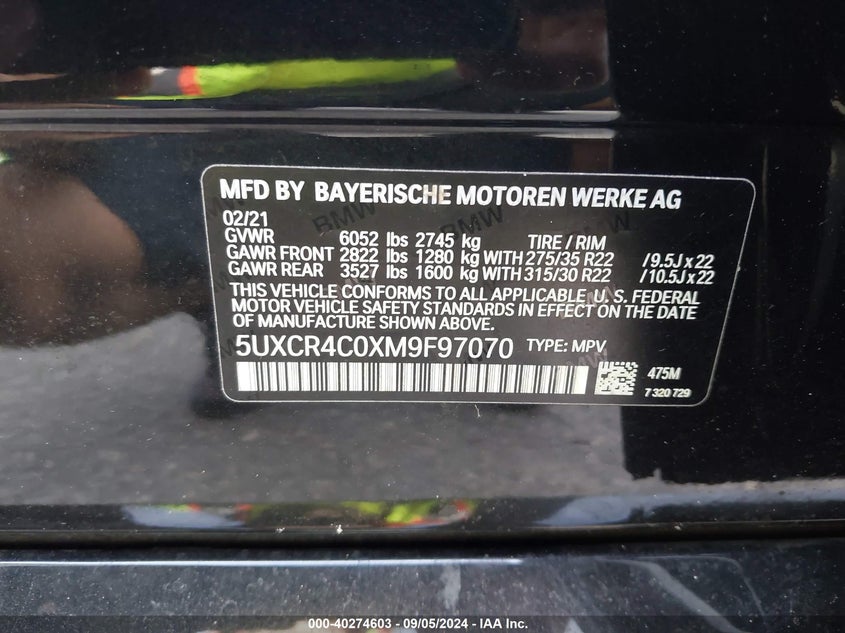 MFD BY BAYERISCHE MOTOREN WERKE AG
02/21
GVWR 6052 lbs 2745 kg TIRE / RIM
GAWR FRONT 2822 lbs 1280 kg WITH 275/35 R22 /9.5J x 22
GAWR REAR 3527 lbs 1600 kg WITH 315/30 R22 /10.5J x 22
THIS VEHICLE CONFORMS TO ALL APPLICABLE U. S. FEDERAL
MOTOR VEHICLE SAFETY STANDARDS IN EFFECT ON THE DATE
OF MANUFACTURE SHOWN ABOVE.
5UXCR4C0XM9F97070 TYPE: MPV
475M
7 320 729
BMW
BMW
000-40274603 - 09/05/2024 - IAA Inc.